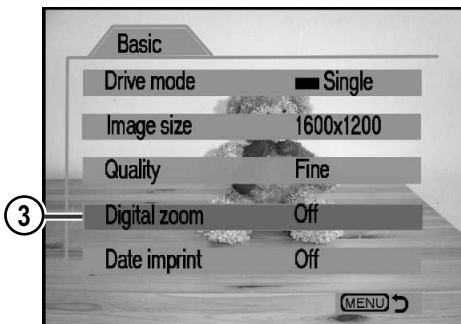 Basic
Drive mode Single
Image size 1600x1200
Quality Fine
3 Digital zoom Off
Date imprint Off
MENU